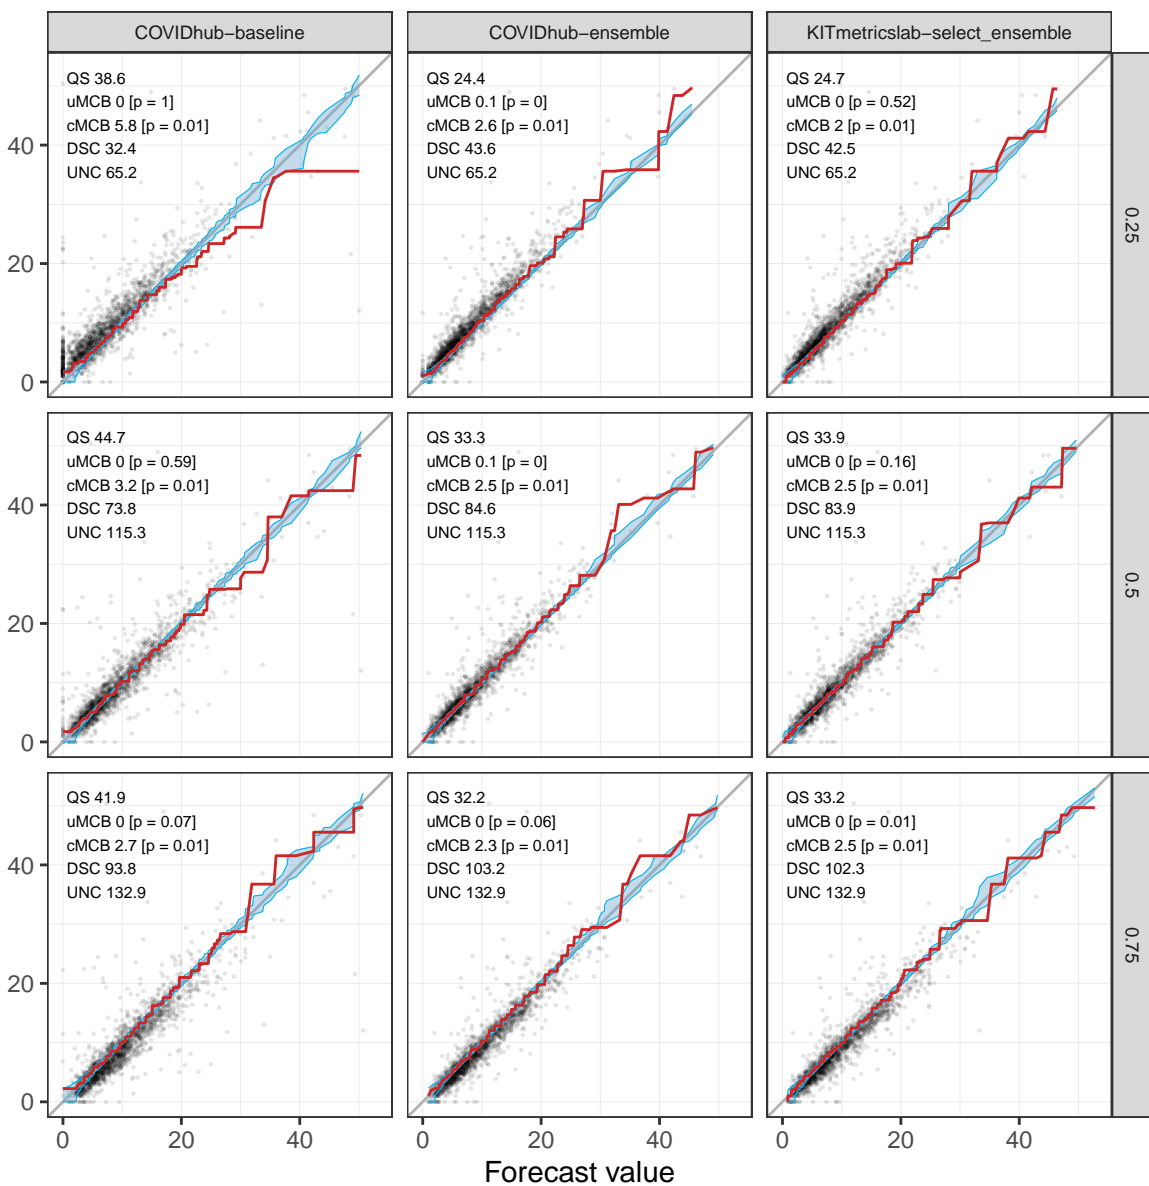 COVIDhub−baseline
COVIDhub−ensemble
KITmetricslab−select_ensemble
QS 38.6
uMCB 0 [p = 1]
cMCB 5.8 [p = 0.01]
DSC 32.4
UNC 65.2
QS 24.4
uMCB 0.1 [p = 0]
cMCB 2.6 [p = 0.01]
DSC 43.6
UNC 65.2
QS 24.7
uMCB 0 [p = 0.52]
cMCB 2 [p = 0.01]
DSC 42.5
UNC 65.2
0.25
40
20
0
QS 44.7
uMCB 0 [p = 0.59]
cMCB 3.2 [p = 0.01]
DSC 73.8
UNC 115.3
QS 33.3
uMCB 0.1 [p = 0]
cMCB 2.5 [p = 0.01]
DSC 84.6
UNC 115.3
QS 33.9
uMCB 0 [p = 0.16]
cMCB 2.5 [p = 0.01]
DSC 83.9
UNC 115.3
0.5
40
20
0
QS 41.9
uMCB 0 [p = 0.07]
cMCB 2.7 [p = 0.01]
DSC 93.8
UNC 132.9
QS 32.2
uMCB 0 [p = 0.06]
cMCB 2.3 [p = 0.01]
DSC 103.2
UNC 132.9
QS 33.2
uMCB 0 [p = 0.01]
cMCB 2.5 [p = 0.01]
DSC 102.3
UNC 132.9
0.75
40
20
0
0 20 40
0 20 40
0 20 40
Forecast value